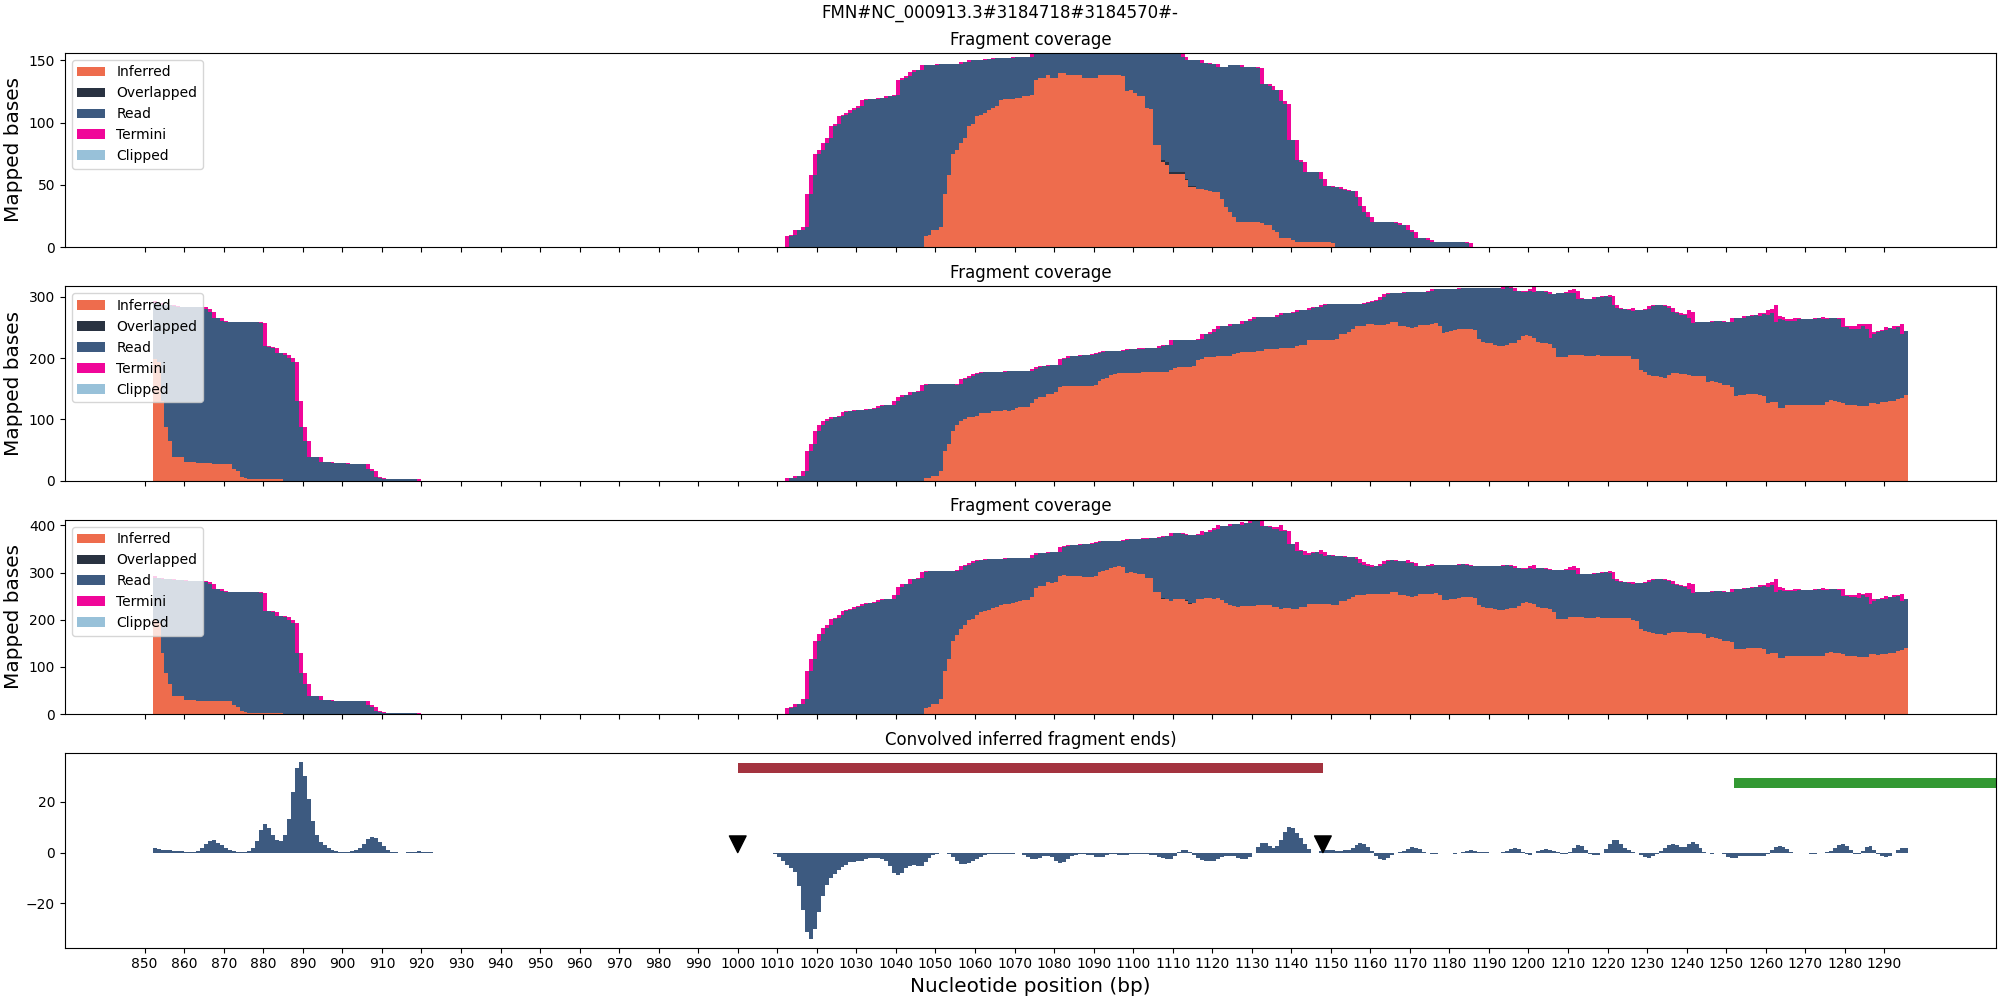 FMN#NC_000913.3#3184718#3184570#-
Fragment coverage
Mapped bases
150
100
50
0
Inferred
Overlapped
Read
Termini
Clipped
Fragment coverage
Mapped bases
300
200
100
0
Inferred
Overlapped
Read
Termini
Clipped
Fragment coverage
Mapped bases
400
300
200
100
0
Inferred
Overlapped
Read
Termini
Clipped
Convolved inferred fragment ends)
20
0
−20
850 860 870 880 890 900 910 920 930 940 950 960 970 980 990 1000 1010 1020 1030 1040 1050 1060 1070 1080 1090 1100 1110 1120 1130 1140 1150 1160 1170 1180 1190 1200 1210 1220 1230 1240 1250 1260 1270 1280 1290
Nucleotide position (bp)